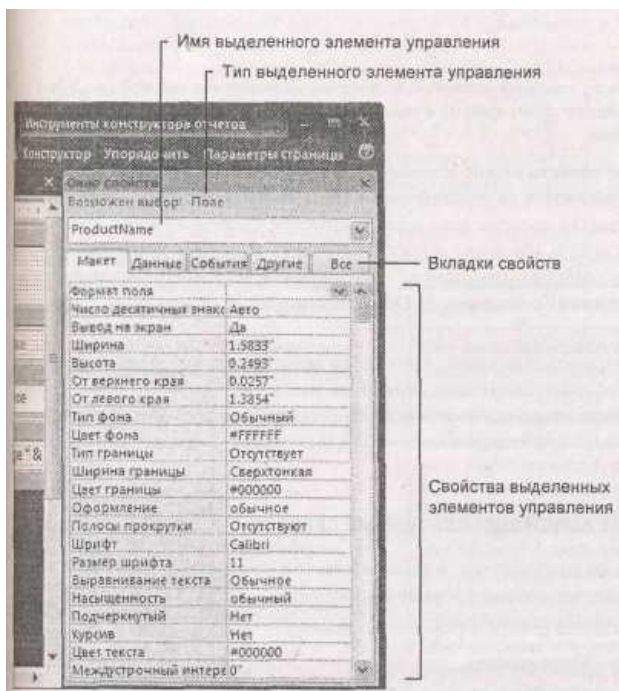 Имя выделенного элемента управления
Тип выделенного элемента управления
Инструменты конструктора отчетов
Конструктор Упорядочить Параметры страницы
Окно свойств
Возможен выбор: Поле
ProductName
Макет Данные События Другие Все
Вкладки свойств
Формат поля
Число десятичных знакс Авто
Вывод на экран Да
Ширина 1.5833"
Высота 0.2493"
От верхнего края 0.0257"
От левого края 1.3854"
Тип фона Обычный
Цвет фона #FFFFFF
Тип границы Отсутствует
Ширина границы Сверхтонкая
Цвет границы #000000
Оформление обычное
Полосы прокрутки Отсутствуют
Шрифт Calibri
Размер шрифта 11
Выравнивание текста Обычное
Насыщенность обычный
Подчеркнутый Нет
Курсив Нет
Цвет текста #000000
Междустрочный интере 0"
Свойства выделенных
элементов управления